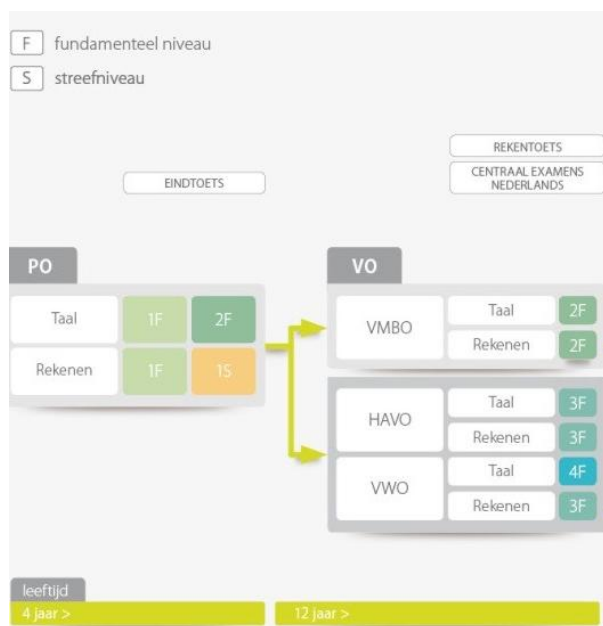 F fundamenteel niveau
S streefniveau
REKENTOETS
CENTRAAL EXAMENS
NEDERLANDS
EINDTOETS
PO
Taal 1F 2F
Rekenen 1F 1S
VO
VMBO
Taal 2F
Rekenen 2F
HAVO
Taal 3F
Rekenen 3F
VWO
Taal 4F
Rekenen 3F
leeftijd
4 jaar > 12 jaar >